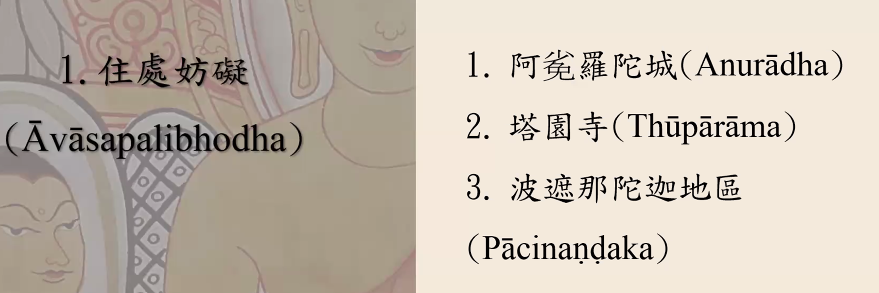 1. 住處妨礙
(Āvāsapalibhodha)
1. 阿㝹羅陀城(Anurādha)
2. 塔園寺(Thūpārāma)
3. 波遮那陀迦地區
(Pācinaṇḍaka)